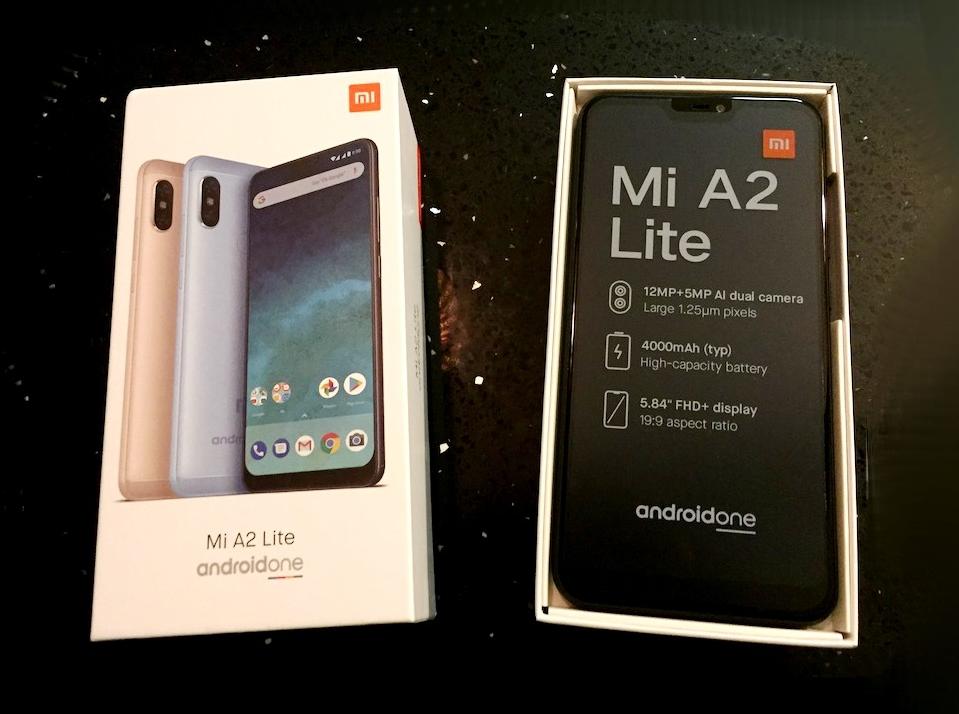 mi
Mi A2 Lite
androidone
mi
Mi A2
Lite
12MP+5MP AI dual camera
Large 1.25µm pixels
4000mAh (typ)
High-capacity battery
5.84" FHD+ display
19:9 aspect ratio
androidone